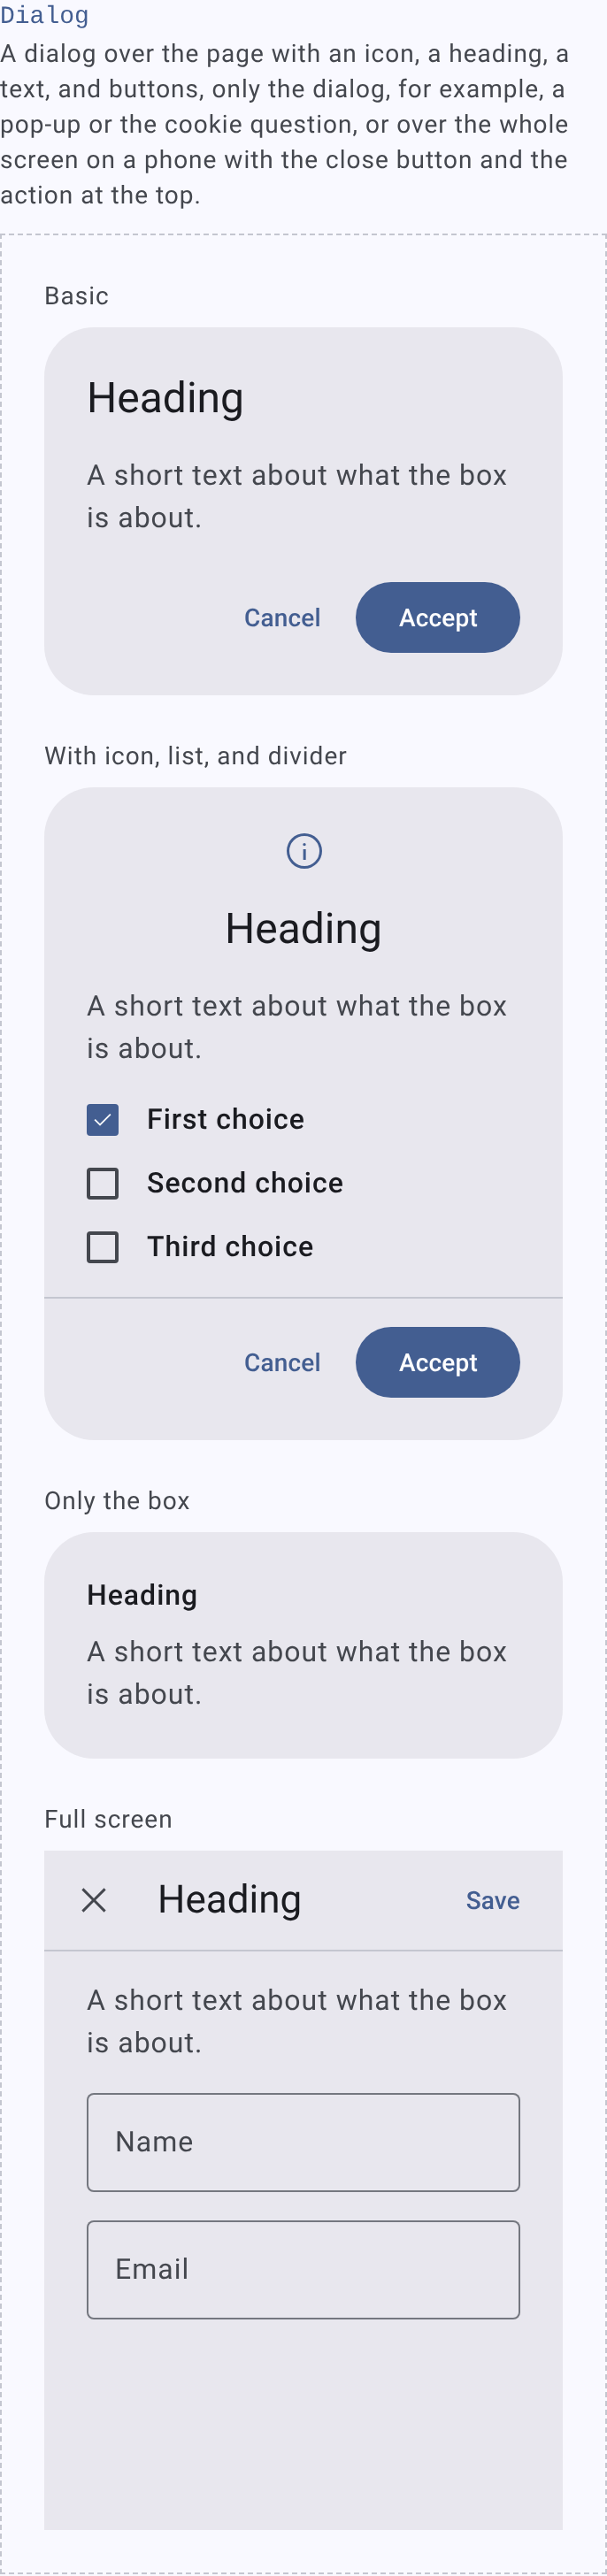 Dialog
A dialog over the page with an icon, a heading, a
text, and buttons, only the dialog, for example, a
pop-up or the cookie question, or over the whole
screen on a phone with the close button and the
action at the top.
Basic
Heading
A short text about what the box
is about.
Cancel Accept
With icon, list, and divider
Heading
A short text about what the box
is about.
First choice
Second choice
Third choice
Cancel Accept
Only the box
Heading
A short text about what the box
is about.
Full screen
Heading Save
A short text about what the box
is about.
Name
Email